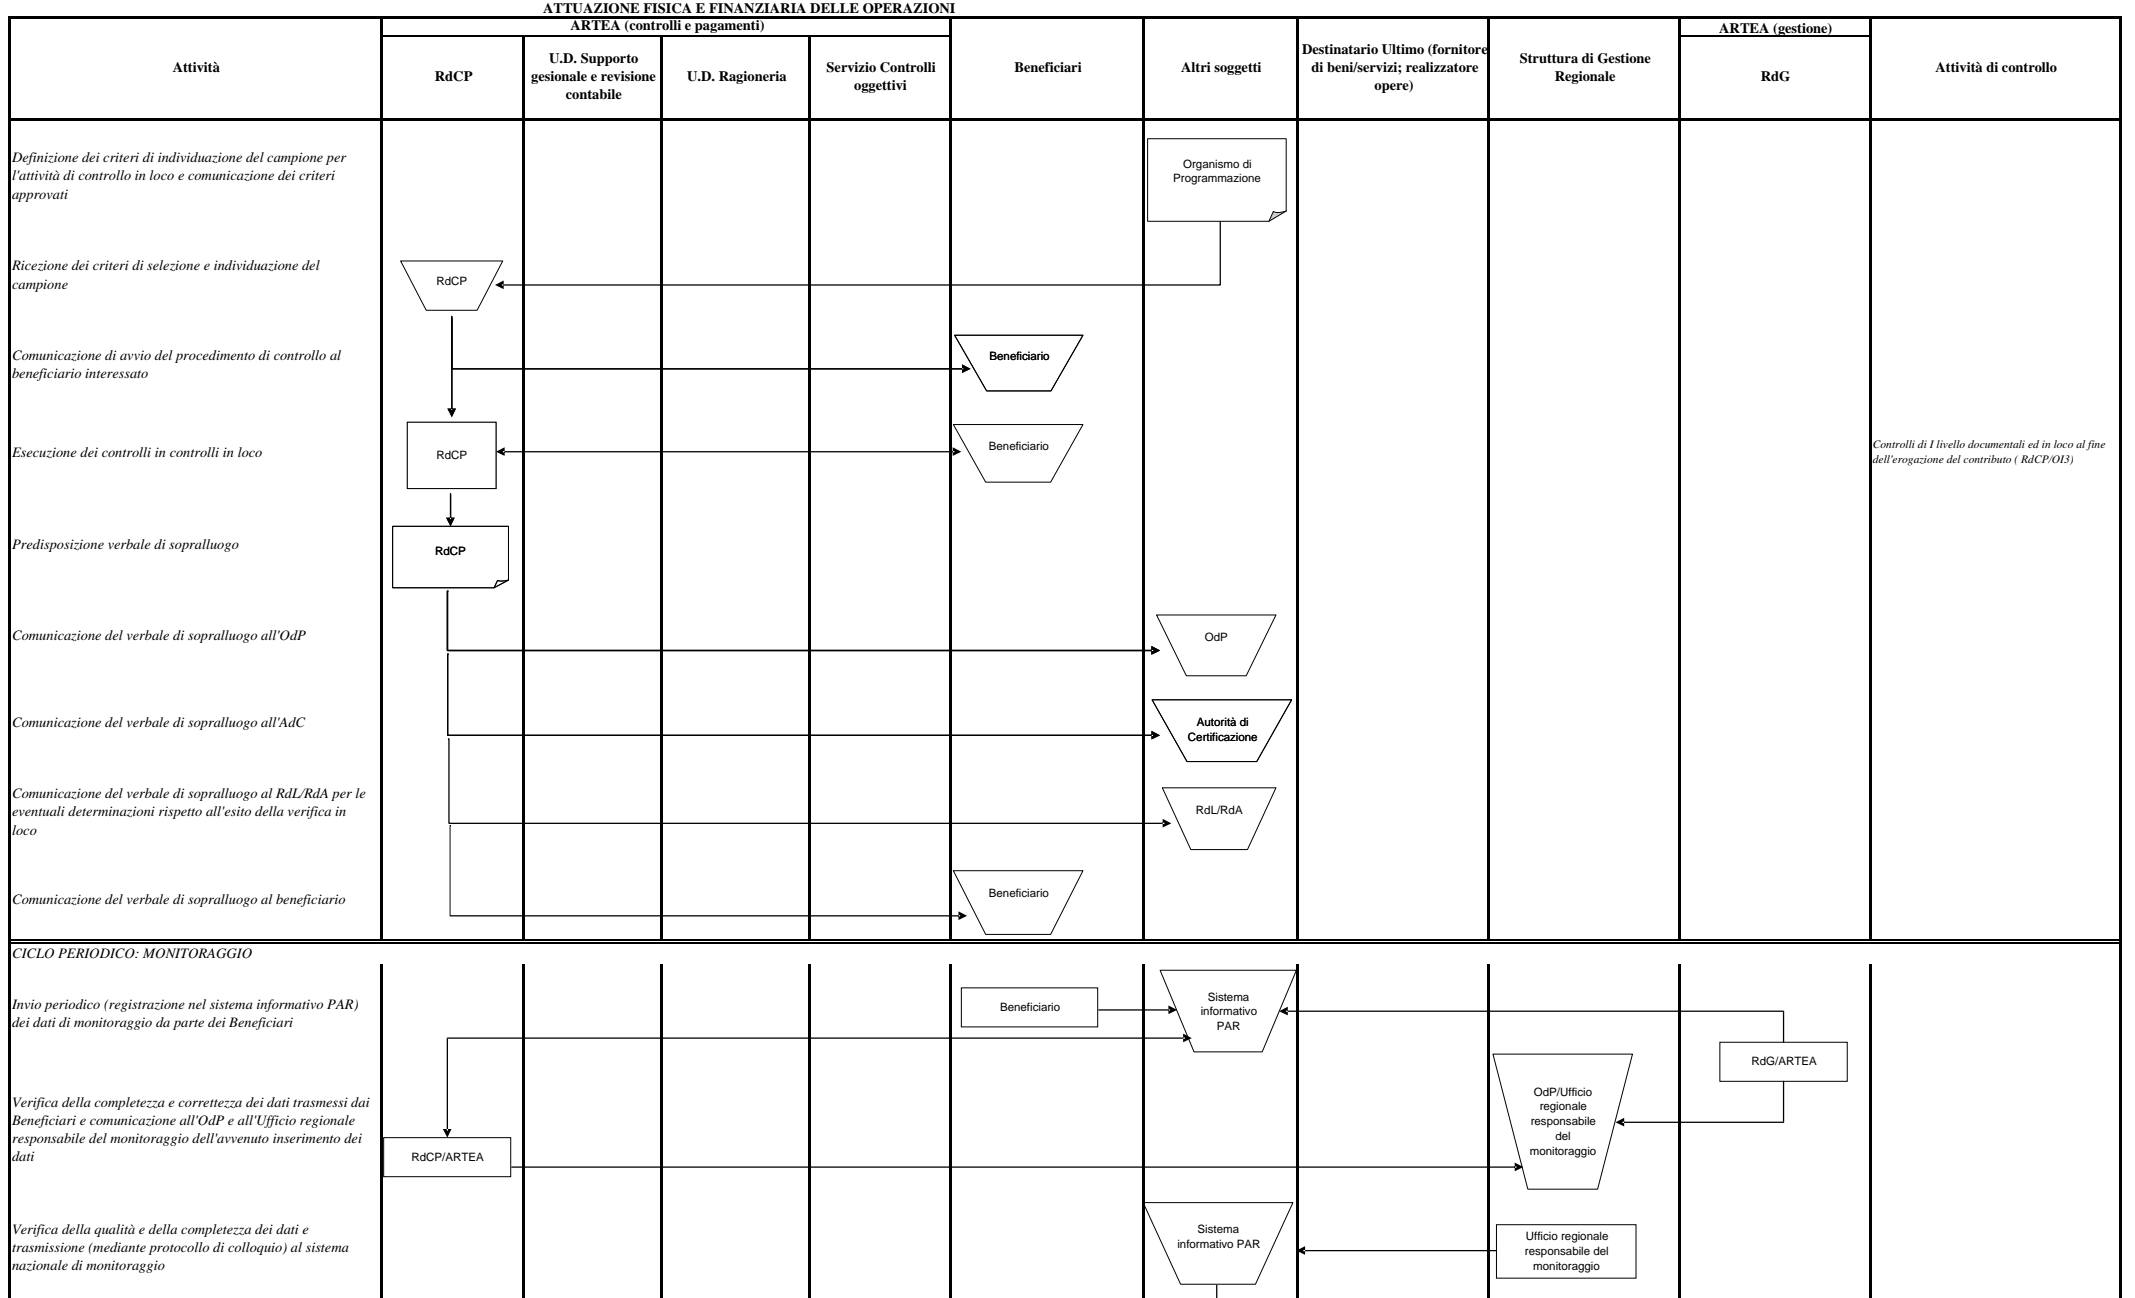 ATTUAZIONE FISICA E FINANZIARIA DELLE OPERAZIONI
ARTEA (controlli e pagamenti)
ARTEA (gestione)
Attività
RdCP
U.D. Supporto
gesionale e revisione
contabile
U.D. Ragioneria
Servizio Controlli
oggettivi
Beneficiari
Altri soggetti
Destinatario Ultimo (fornitore
di beni/servizi; realizzatore
opere)
Struttura di Gestione
Regionale
RdG
Attività di controllo
Definizione dei criteri di individuazione del campione per
l'attività di controllo in loco e comunicazione dei criteri
approvati
Organismo di
Programmazione
Ricezione dei criteri di selezione e individuazione del
campione
RdCP
Comunicazione di avvio del procedimento di controllo al
beneficiario interessato
Beneficiario
Esecuzione dei controlli in controlli in loco
RdCP
Beneficiario
Controlli di I livello documentali ed in loco al fine
dell'erogazione del contributo ( RdCP/OI3)
Predisposizione verbale di sopralluogo
RdCP
Comunicazione del verbale di sopralluogo all'OdP
OdP
Comunicazione del verbale di sopralluogo all'AdC
Autorità di
Certificazione
Comunicazione del verbale di sopralluogo al RdL/RdA per le
eventuali determinazioni rispetto all'esito della verifica in
loco
RdL/RdA
Comunicazione del verbale di sopralluogo al beneficiario
Beneficiario
CICLO PERIODICO: MONITORAGGIO
Invio periodico (registrazione nel sistema informativo PAR)
dei dati di monitoraggio da parte dei Beneficiari
Beneficiario
Sistema
informativo
PAR
RdG/ARTEA
Verifica della completezza e correttezza dei dati trasmessi dai
Beneficiari e comunicazione all'OdP e all'Ufficio regionale
responsabile del monitoraggio dell'avvenuto inserimento dei
dati
RdCP/ARTEA
OdP/Ufficio
regionale
responsabile
del
monitoraggio
Verifica della qualità e della completezza dei dati e
trasmissione (mediante protocollo di colloquio) al sistema
nazionale di monitoraggio
Sistema
informativo PAR
Ufficio regionale
responsabile del
monitoraggio